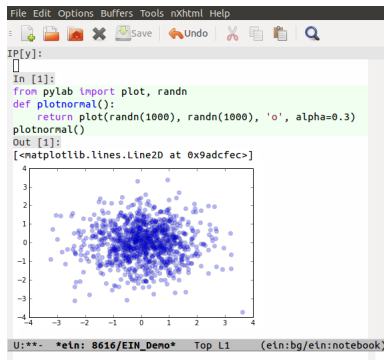 File Edit Options Buffers Tools nXhtml Help
Save Undo
IP[y]:
In [1]:
from pylab import plot, randn
def plotnormal():
    return plot(randn(1000), randn(1000), 'o', alpha=0.3)
plotnormal()
Out [1]:
[<matplotlib.lines.Line2D at 0x9adcfec>]
4
3
2
1
0
−1
−2
−3
−4
−4 −3 −2 −1 0 1 2 3 4
U:**- *ein: 8616/EIN_Demo* Top L1 (ein:bg/ein:notebook)